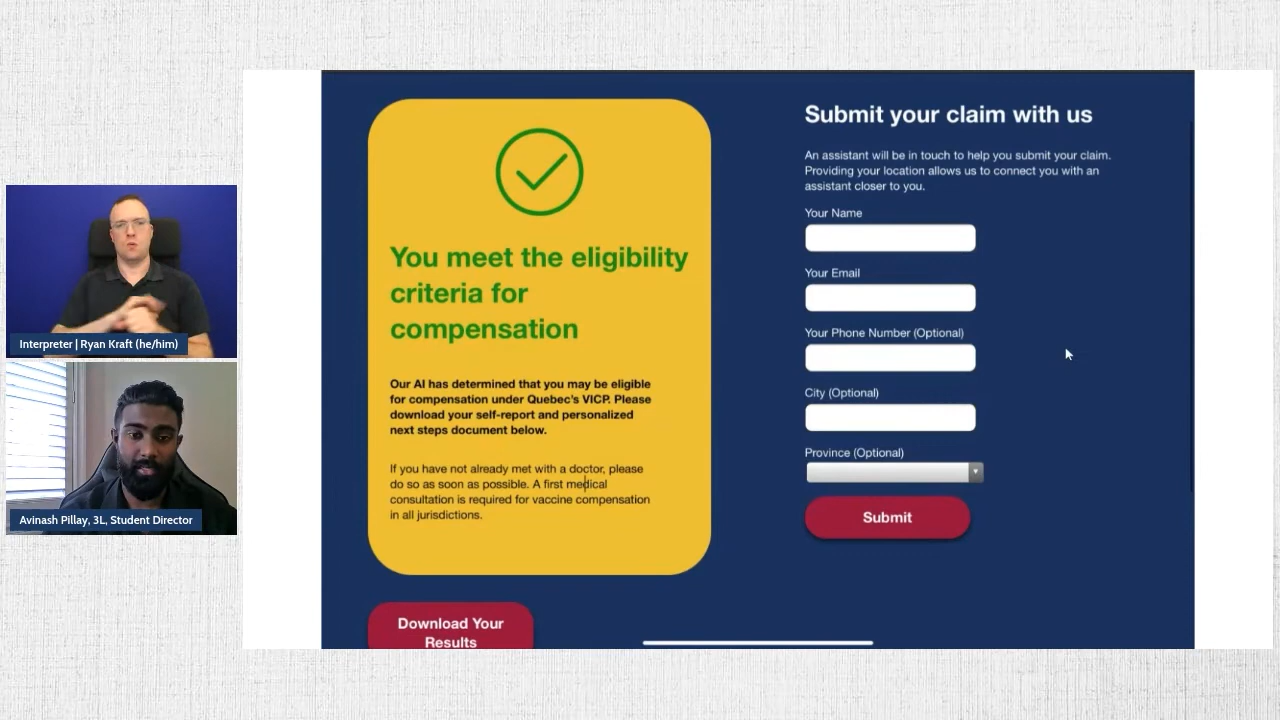 Interpreter | Ryan Kraft (he/him)
Avinash Pillay, 3L, Student Director
You meet the eligibility
criteria for
compensation
Our AI has determined that you may be eligible
for compensation under Quebec's VICP. Please
download your self-report and personalized
next steps document below.
If you have not already met with a doctor, please
do so as soon as possible. A first medical
consultation is required for vaccine compensation
in all jurisdictions.
Download Your
Results
Submit your claim with us
An assistant will be in touch to help you submit your claim.
Providing your location allows us to connect you with an
assistant closer to you.
Your Name
Your Email
Your Phone Number (Optional)
City (Optional)
Province (Optional)
Submit